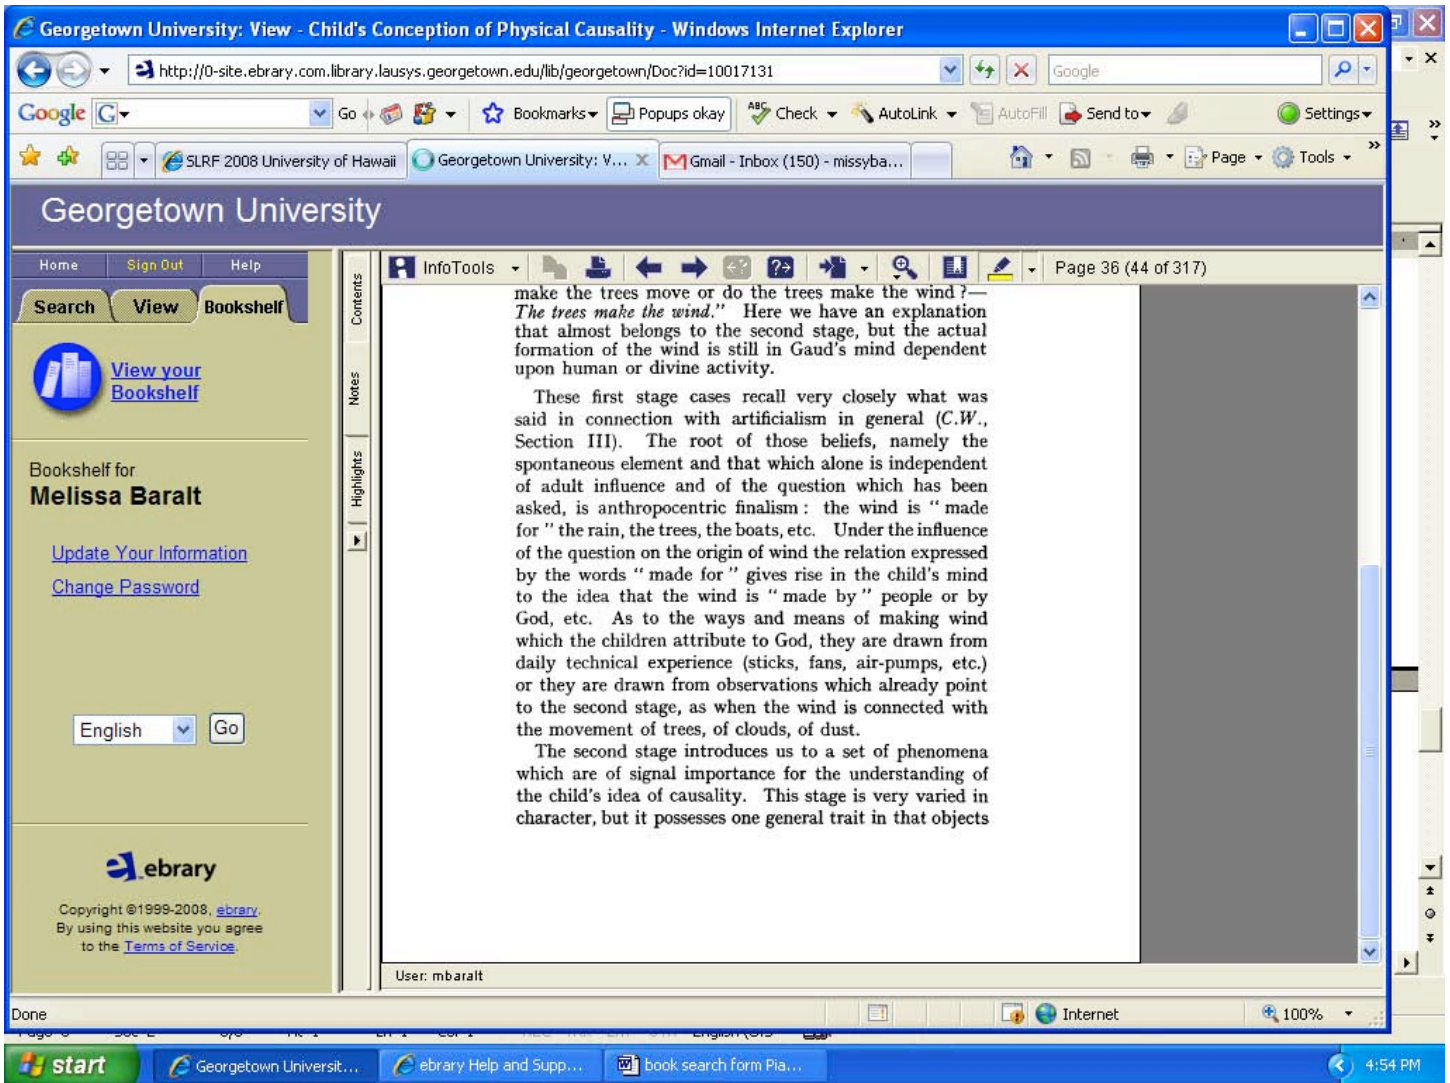 Georgetown University: View - Child's Conception of Physical Causality - Windows Internet Explorer
http://0-site.ebrary.com.library.lausys.georgetown.edu/lib/georgetown/Doc?id=10017131
Google
Google G Go Bookmarks Popups okay ABC Check AutoLink AutoFill Send to Settings
SLRF 2008 University of Hawaii Georgetown University: V... X Gmail - Inbox (150) - missyba... Page Tools
Georgetown University
Home Sign Out Help
Search View Bookshelf
View your
Bookshelf
Bookshelf for
Melissa Baralt
Update Your Information
Change Password
English Go
ebrary
Copyright ©1999-2008, ebrary.
By using this website you agree
to the Terms of Service.
Contents
Notes
Highlights
InfoTools Page 36 (44 of 317)
make the trees move or do the trees make the wind ?—
The trees make the wind." Here we have an explanation
that almost belongs to the second stage, but the actual
formation of the wind is still in Gaud's mind dependent
upon human or divine activity.
These first stage cases recall very closely what was
said in connection with artificialism in general (C.W.,
Section III). The root of those beliefs, namely the
spontaneous element and that which alone is independent
of adult influence and of the question which has been
asked, is anthropocentric finalism : the wind is " made
for " the rain, the trees, the boats, etc. Under the influence
of the question on the origin of wind the relation expressed
by the words " made for " gives rise in the child's mind
to the idea that the wind is " made by " people or by
God, etc. As to the ways and means of making wind
which the children attribute to God, they are drawn from
daily technical experience (sticks, fans, air-pumps, etc.)
or they are drawn from observations which already point
to the second stage, as when the wind is connected with
the movement of trees, of clouds, of dust.
The second stage introduces us to a set of phenomena
which are of signal importance for the understanding of
the child's idea of causality. This stage is very varied in
character, but it possesses one general trait in that objects
User: mbaralt
Done Internet 100%
start Georgetown Universit... ebrary Help and Supp... book search form Pia... 4:54 PM